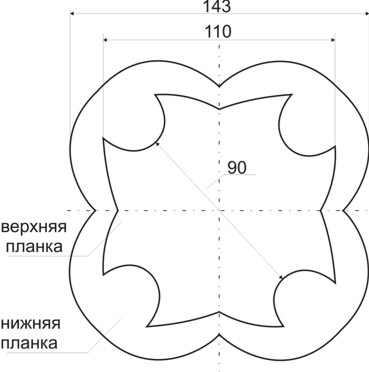 143
110
90
верхняя
планка
нижняя
планка